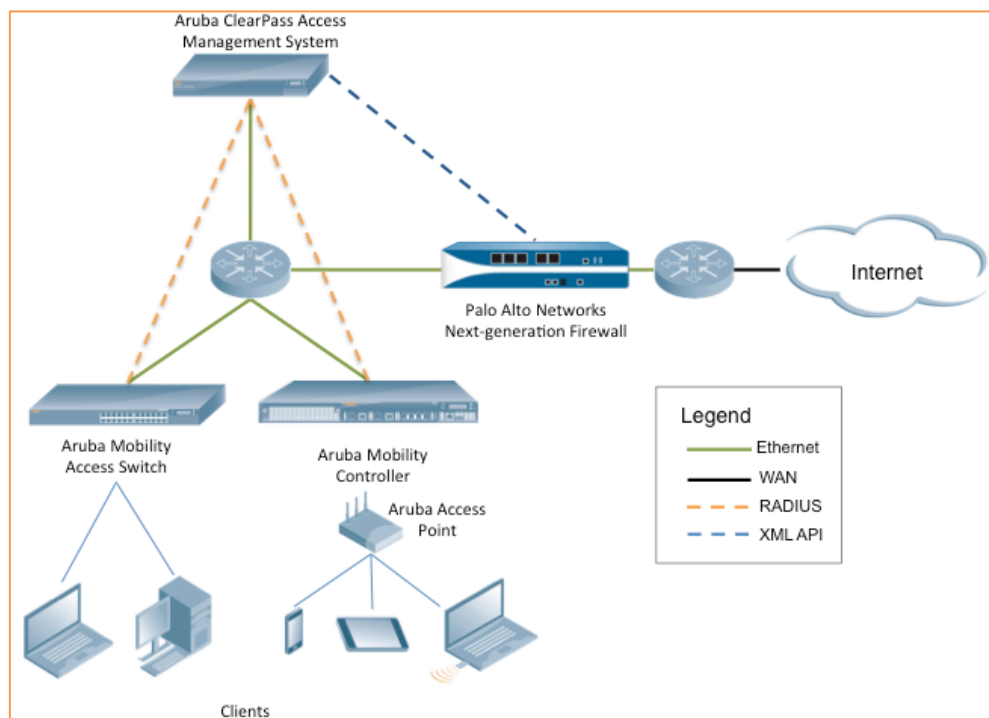 Aruba ClearPass Access
Management System
Internet
Palo Alto Networks
Next-generation Firewall
Aruba Mobility
Access Switch
Aruba Mobility
Controller
Aruba Access
Point
Legend
Ethernet
WAN
RADIUS
XML API
Clients